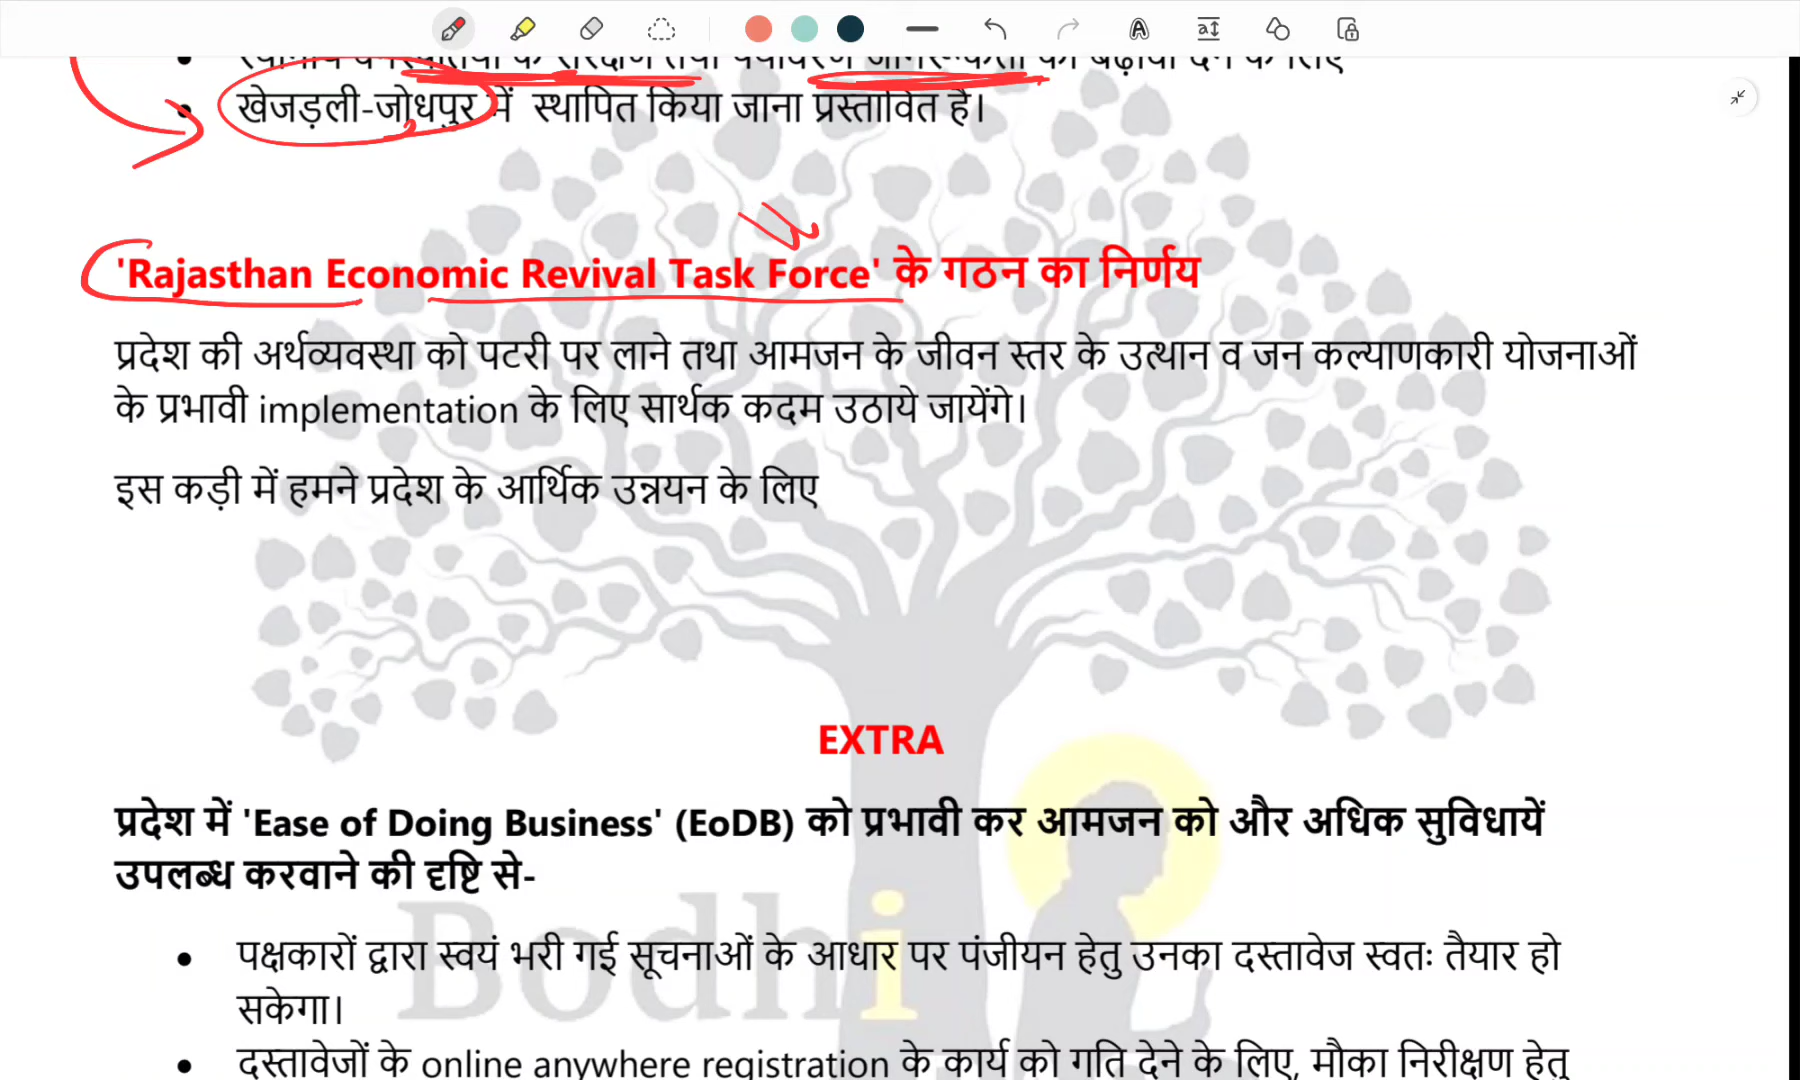 खेजड़ली-जोधपुर में स्थापित किया जाना प्रस्तावित है।
'Rajasthan Economic Revival Task Force' के गठन का निर्णय
प्रदेश की अर्थव्यवस्था को पटरी पर लाने तथा आमजन के जीवन स्तर के उत्थान व जन कल्याणकारी योजनाओं
के प्रभावी implementation के लिए सार्थक कदम उठाये जायेंगे।
इस कड़ी में हमने प्रदेश के आर्थिक उन्नयन के लिए
EXTRA
प्रदेश में 'Ease of Doing Business' (EoDB) को प्रभावी कर आमजन को और अधिक सुविधायें
उपलब्ध करवाने की दृष्टि से-
पक्षकारों द्वारा स्वयं भरी गई सूचनाओं के आधार पर पंजीयन हेतु उनका दस्तावेज स्वतः तैयार हो
सकेगा।
Bodhi
दस्तावेजों के online anywhere registration के कार्य को गति देने के लिए, मौका निरीक्षण हेतु